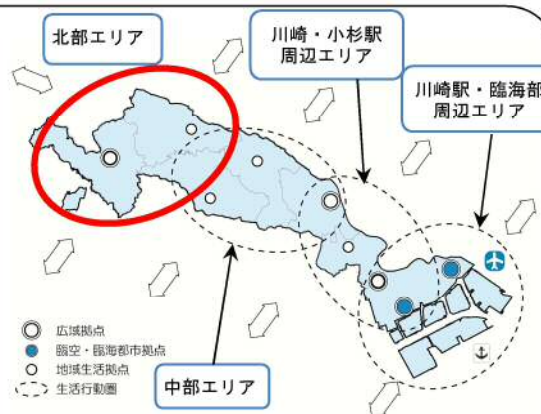 北部エリア
川崎・小杉駅
周辺エリア
川崎駅・臨海部
周辺エリア
広域拠点
臨空・臨海都市拠点
地域生活拠点
生活行動圏
中部エリア